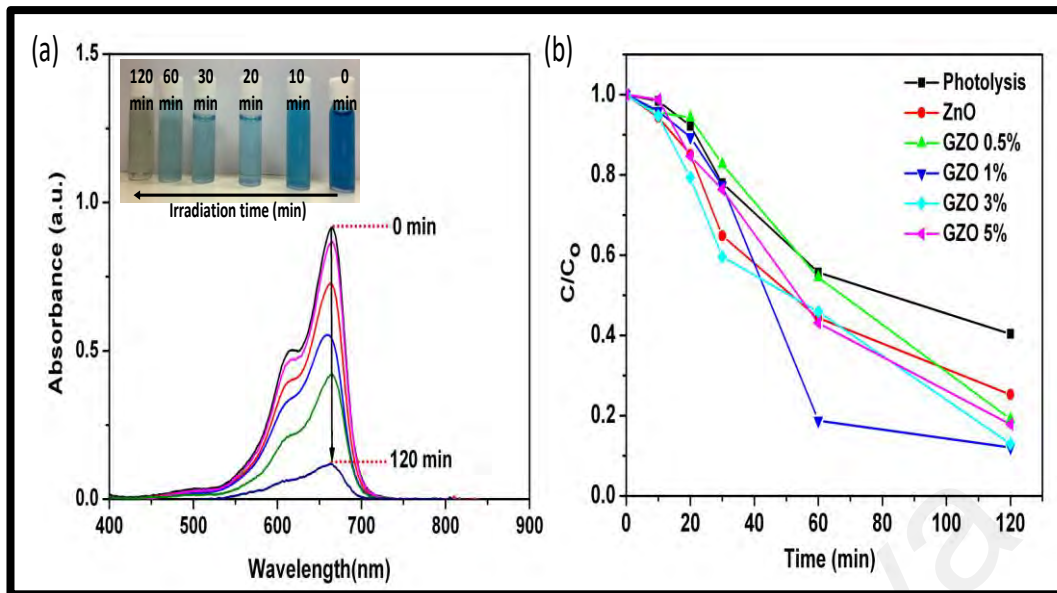 (a)
1.5
1.0
0.5
0.0
Absorbance (a.u.)
120 60 30 20 10 0
min min min min min min
Irradiation time (min)
0 min
120 min
400 500 600 700 800 900
Wavelength(nm)
(b)
1.0
0.8
0.6
0.4
0.2
0.0
C/Co
Photolysis
ZnO
GZO 0.5%
GZO 1%
GZO 3%
GZO 5%
0 20 40 60 80 100 120
Time (min)